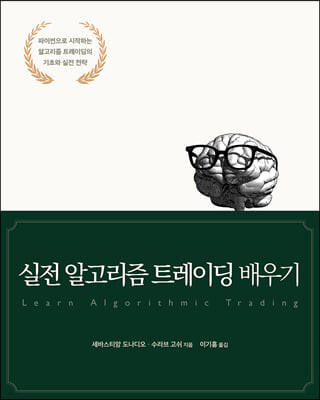 파이썬으로 시작하는
알고리즘 트레이딩의
기초와 실전 전략
실전 알고리즘 트레이딩 배우기
Learn Algorithmic Trading
세바스티앙 도나디오 · 수라브 고쉬 지음 이기홍 옮김